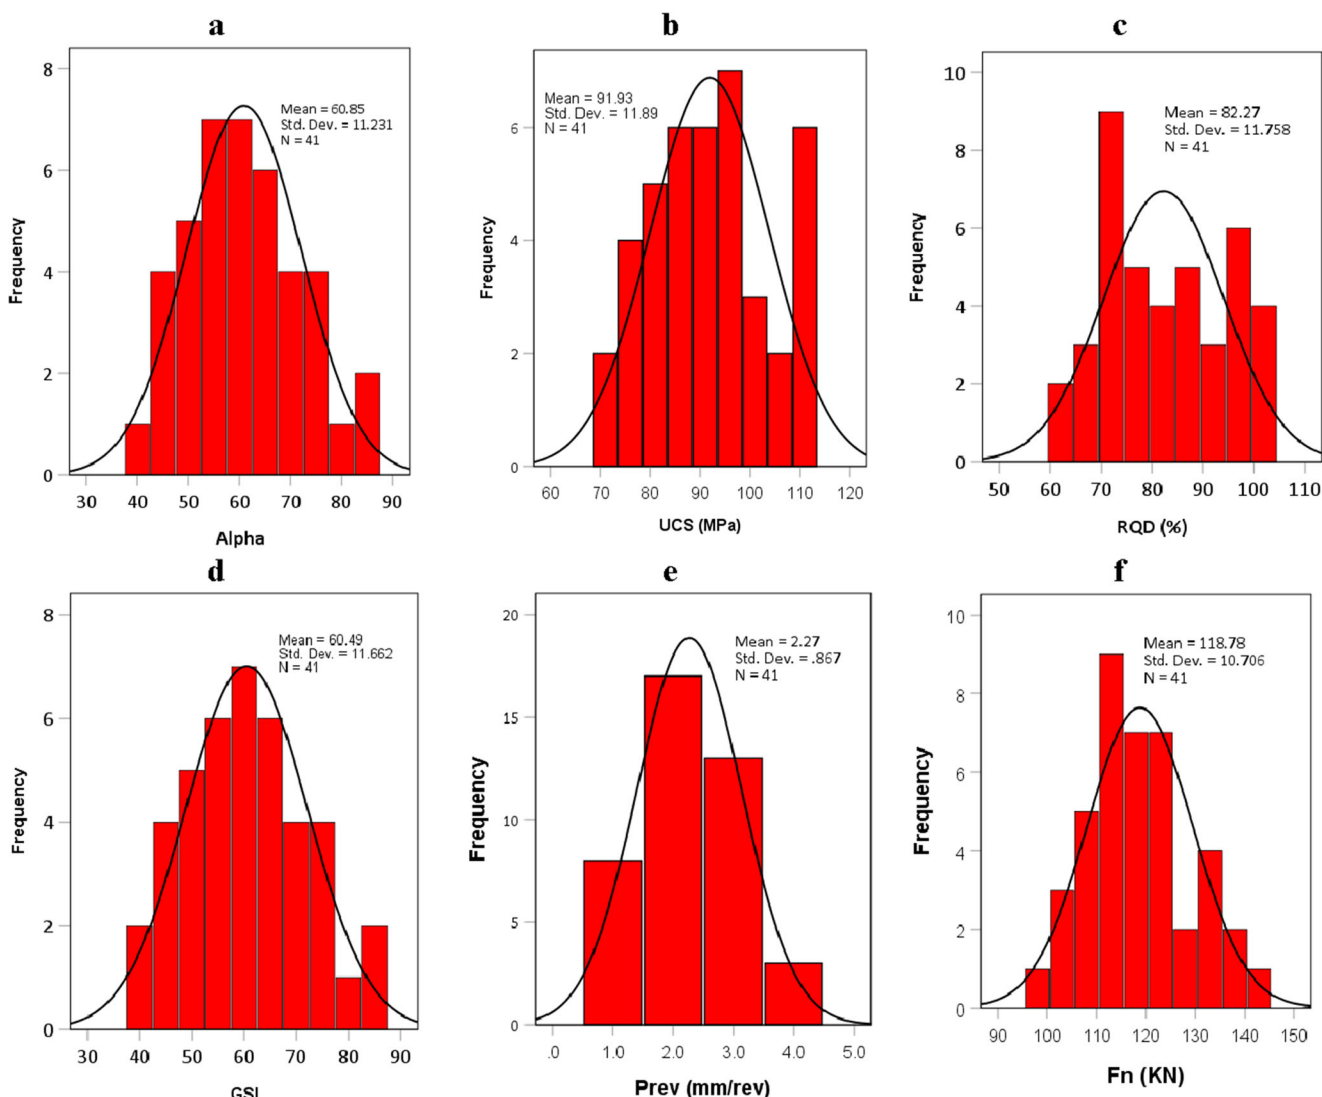 a
8
6
4
2
0
Frequency
Mean = 60.85
Std. Dev. = 11.231
N = 41
30 40 50 60 70 80 90
Alpha
b
6
4
2
0
Frequency
Mean = 91.93
Std. Dev. = 11.89
N = 41
60 70 80 90 100 110 120
UCS (MPa)
c
10
8
6
4
2
0
Frequency
Mean = 82.27
Std. Dev. = 11.758
N = 41
50 60 70 80 90 100 110
RQD (%)
d
8
6
4
2
0
Frequency
Mean = 60.49
Std. Dev. = 11.662
N = 41
30 40 50 60 70 80 90
GSI
e
20
15
10
5
0
Frequency
Mean = 2.27
Std. Dev. = .867
N = 41
.0 1.0 2.0 3.0 4.0 5.0
Prev (mm/rev)
f
10
8
6
4
2
0
Frequency
Mean = 118.78
Std. Dev. = 10.706
N = 41
90 100 110 120 130 140 150
Fn (KN)